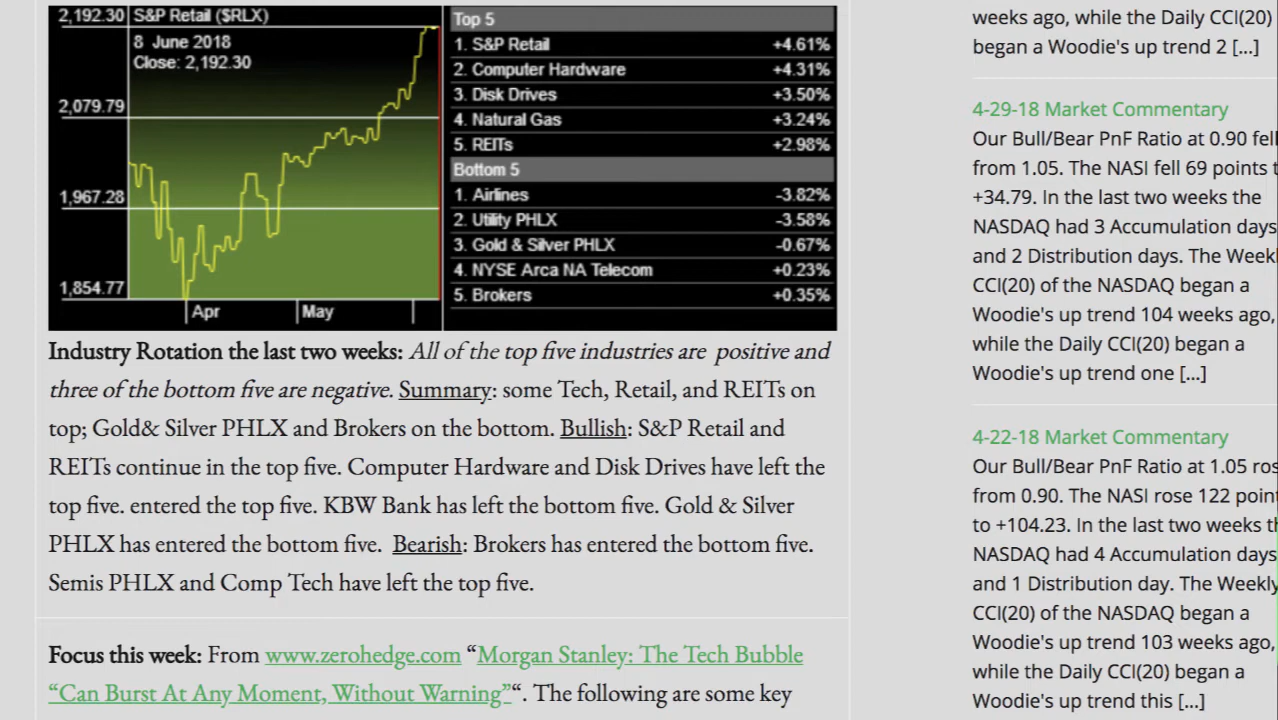 2,192.30 S&P Retail ($RLX)
8 June 2018
Close: 2,192.30
2,079.79
1,967.28
1,854.77
Apr
May
Top 5
1. S&P Retail +4.61%
2. Computer Hardware +4.31%
3. Disk Drives +3.50%
4. Natural Gas +3.24%
5. REITs +2.98%
Bottom 5
1. Airlines -3.82%
2. Utility PHLX -3.58%
3. Gold & Silver PHLX -0.67%
4. NYSE Arca NA Telecom +0.23%
5. Brokers +0.35%
Industry Rotation the last two weeks: All of the top five industries are positive and
three of the bottom five are negative. Summary: some Tech, Retail, and REITs on
top; Gold& Silver PHLX and Brokers on the bottom. Bullish: S&P Retail and
REITs continue in the top five. Computer Hardware and Disk Drives have left the
top five. entered the top five. KBW Bank has left the bottom five. Gold & Silver
PHLX has entered the bottom five. Bearish: Brokers has entered the bottom five.
Semis PHLX and Comp Tech have left the top five.
Focus this week: From www.zerohedge.com “Morgan Stanley: The Tech Bubble
“Can Burst At Any Moment, Without Warning”“. The following are some key
weeks ago, while the Daily CCI(20)
began a Woodie's up trend 2 [...]
4-29-18 Market Commentary
Our Bull/Bear PnF Ratio at 0.90 fell
from 1.05. The NASI fell 69 points
+34.79. In the last two weeks the
NASDAQ had 3 Accumulation days
and 2 Distribution days. The Weekl
CCI(20) of the NASDAQ began a
Woodie's up trend 104 weeks ago,
while the Daily CCI(20) began a
Woodie's up trend one [...]
4-22-18 Market Commentary
Our Bull/Bear PnF Ratio at 1.05 ros
from 0.90. The NASI rose 122 poin
to +104.23. In the last two weeks
NASDAQ had 4 Accumulation days
and 1 Distribution day. The Weekly
CCI(20) of the NASDAQ began a
Woodie's up trend 103 weeks ago,
while the Daily CCI(20) began a
Woodie's up trend this [...]